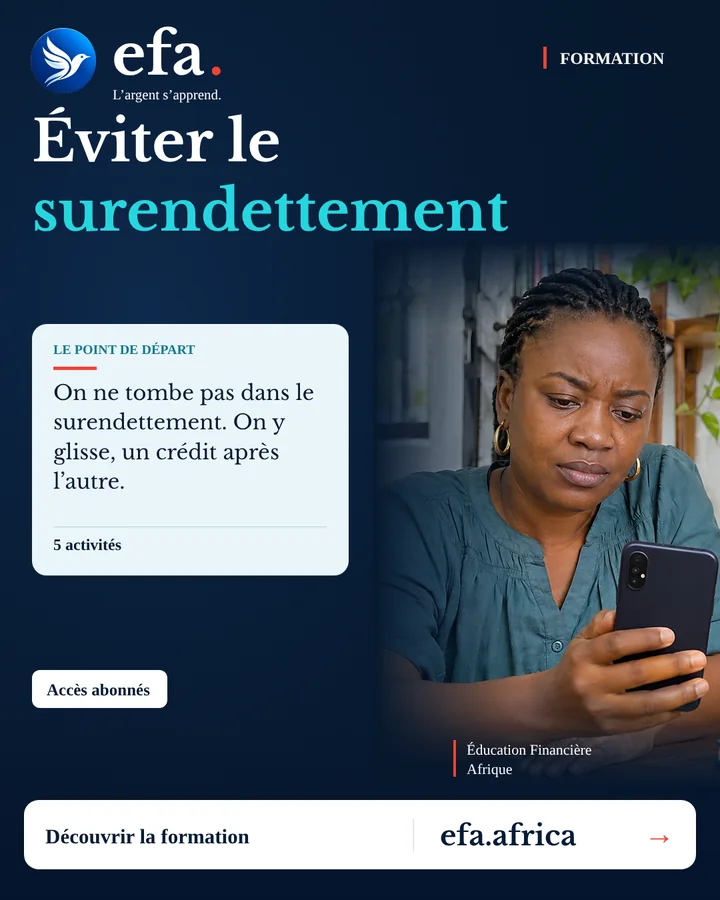 efa.
L’argent s’apprend.
FORMATION
Éviter le
surendettement
LE POINT DE DÉPART
On ne tombe pas dans le
surendettement. On y
glisse, un crédit après
l’autre.
5 activités
Accès abonnés
Éducation Financière
Afrique
Découvrir la formation
efa.africa →